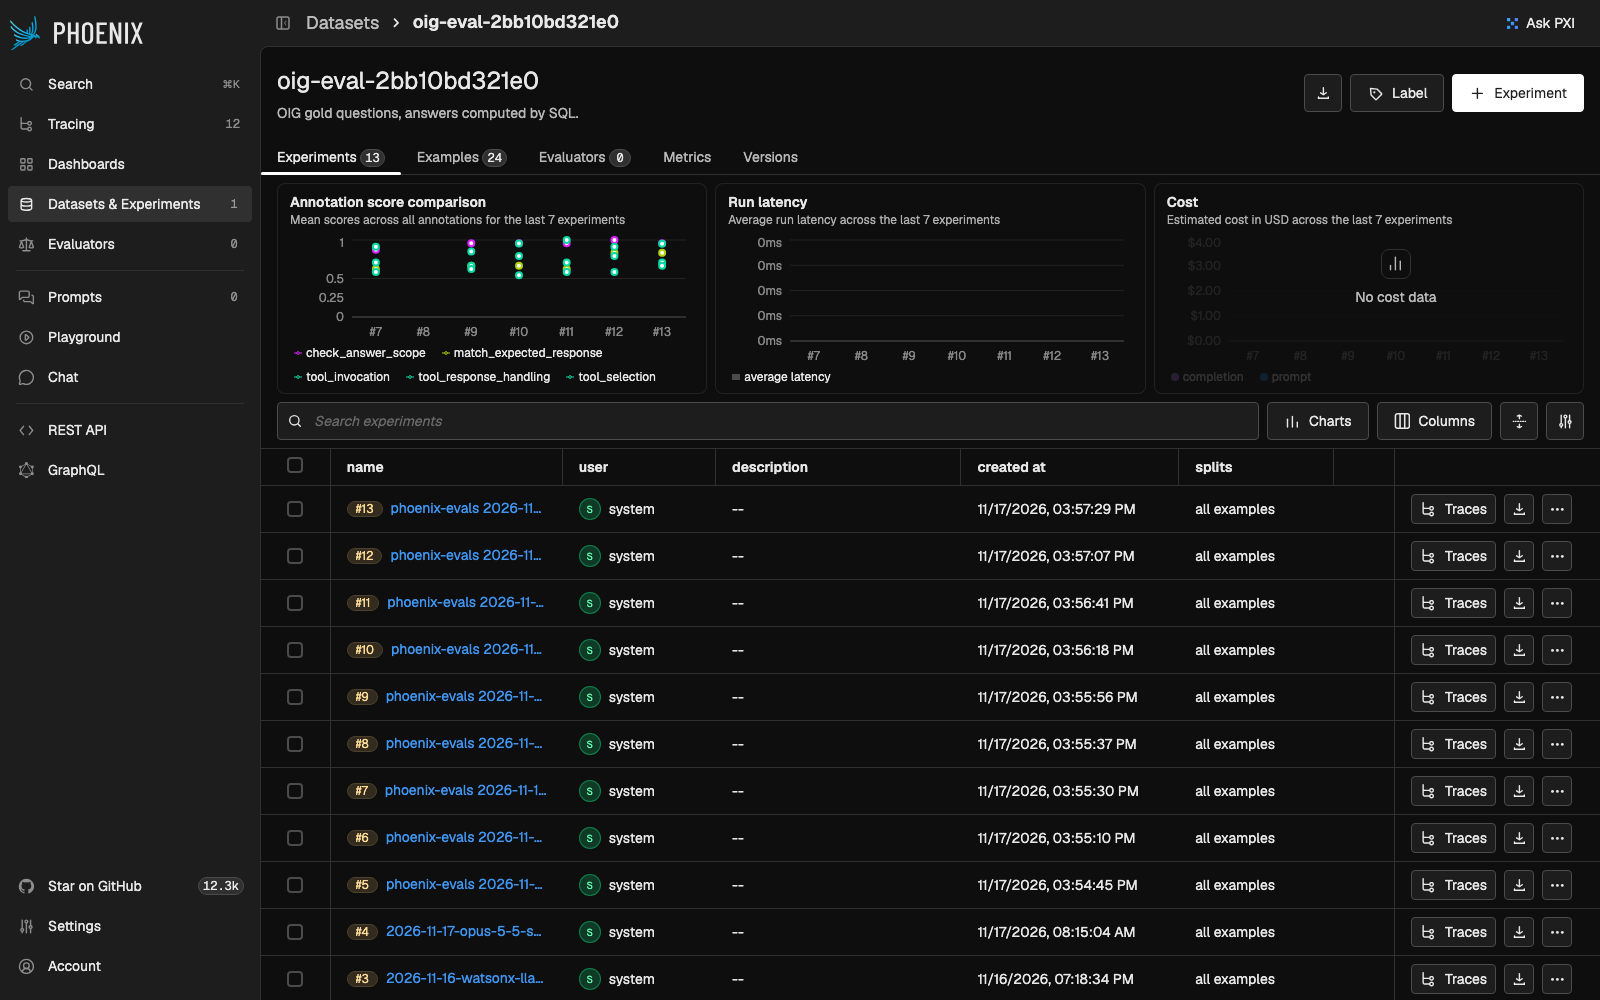 PHOENIX
Search ⌘K
Tracing 12
Dashboards
Datasets & Experiments 1
Evaluators 0
Prompts 0
Playground
Chat
REST API
GraphQL
Star on GitHub 12.3k
Settings
Account
Datasets › oig-eval-2bb10bd321e0
Ask PXI
oig-eval-2bb10bd321e0
OIG gold questions, answers computed by SQL.
Label
+ Experiment
Experiments 13 Examples 24 Evaluators 0 Metrics Versions
Annotation score comparison
Mean scores across all annotations for the last 7 experiments
1
0.5
0.25
0
#7 #8 #9 #10 #11 #12 #13
check_answer_scope match_expected_response
tool_invocation tool_response_handling tool_selection
Run latency
Average run latency across the last 7 experiments
0ms
0ms
0ms
0ms
0ms
#7 #8 #9 #10 #11 #12 #13
average latency
Cost
Estimated cost in USD across the last 7 experiments
$4.00
$3.00
$2.00
$1.00
$0.00
No cost data
#7 #8 #9 #10 #11 #12 #13
completion prompt
Search experiments
Charts
Columns
name user description created at splits
#13 phoenix-evals 2026-11... S system -- 11/17/2026, 03:57:29 PM all examples Traces
#12 phoenix-evals 2026-11... S system -- 11/17/2026, 03:57:07 PM all examples Traces
#11 phoenix-evals 2026-11-... S system -- 11/17/2026, 03:56:41 PM all examples Traces
#10 phoenix-evals 2026-11... S system -- 11/17/2026, 03:56:18 PM all examples Traces
#9 phoenix-evals 2026-11-... S system -- 11/17/2026, 03:55:56 PM all examples Traces
#8 phoenix-evals 2026-11-... S system -- 11/17/2026, 03:55:37 PM all examples Traces
#7 phoenix-evals 2026-11-1... S system -- 11/17/2026, 03:55:30 PM all examples Traces
#6 phoenix-evals 2026-11-... S system -- 11/17/2026, 03:55:10 PM all examples Traces
#5 phoenix-evals 2026-11-... S system -- 11/17/2026, 03:54:45 PM all examples Traces
#4 2026-11-17-opus-5-5-s... S system -- 11/17/2026, 08:15:04 AM all examples Traces
#3 2026-11-16-watsonx-lla... S system -- 11/16/2026, 07:18:34 PM all examples Traces